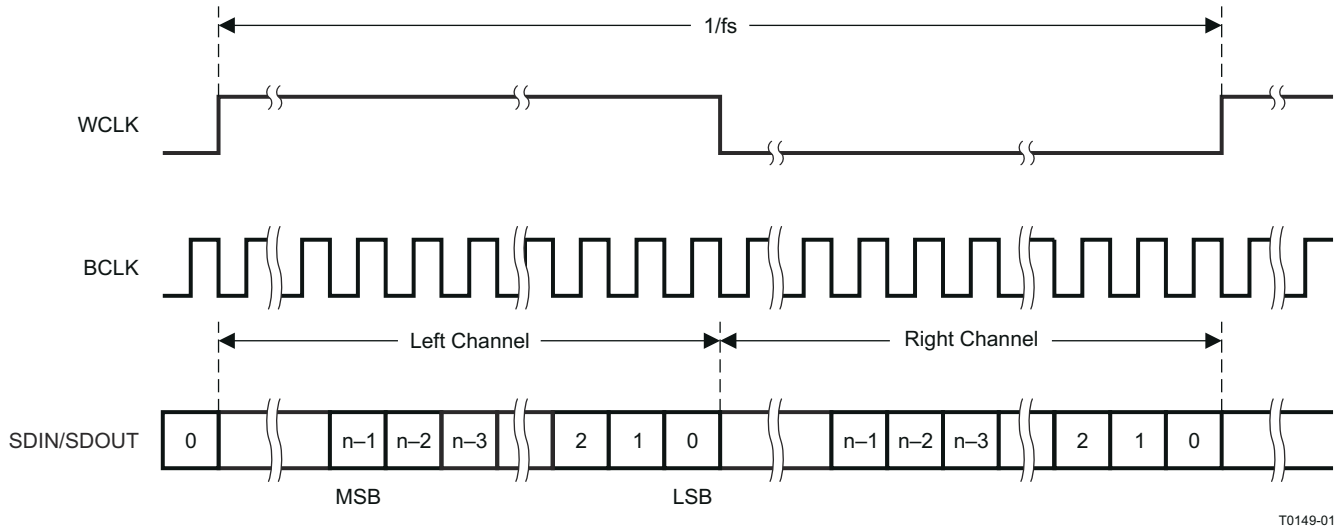 1/fs
WCLK
BCLK
Left Channel Right Channel
SDIN/SDOUT 0 n–1 n–2 n–3 2 1 0 n–1 n–2 n–3 2 1 0
MSB LSB
T0149-01